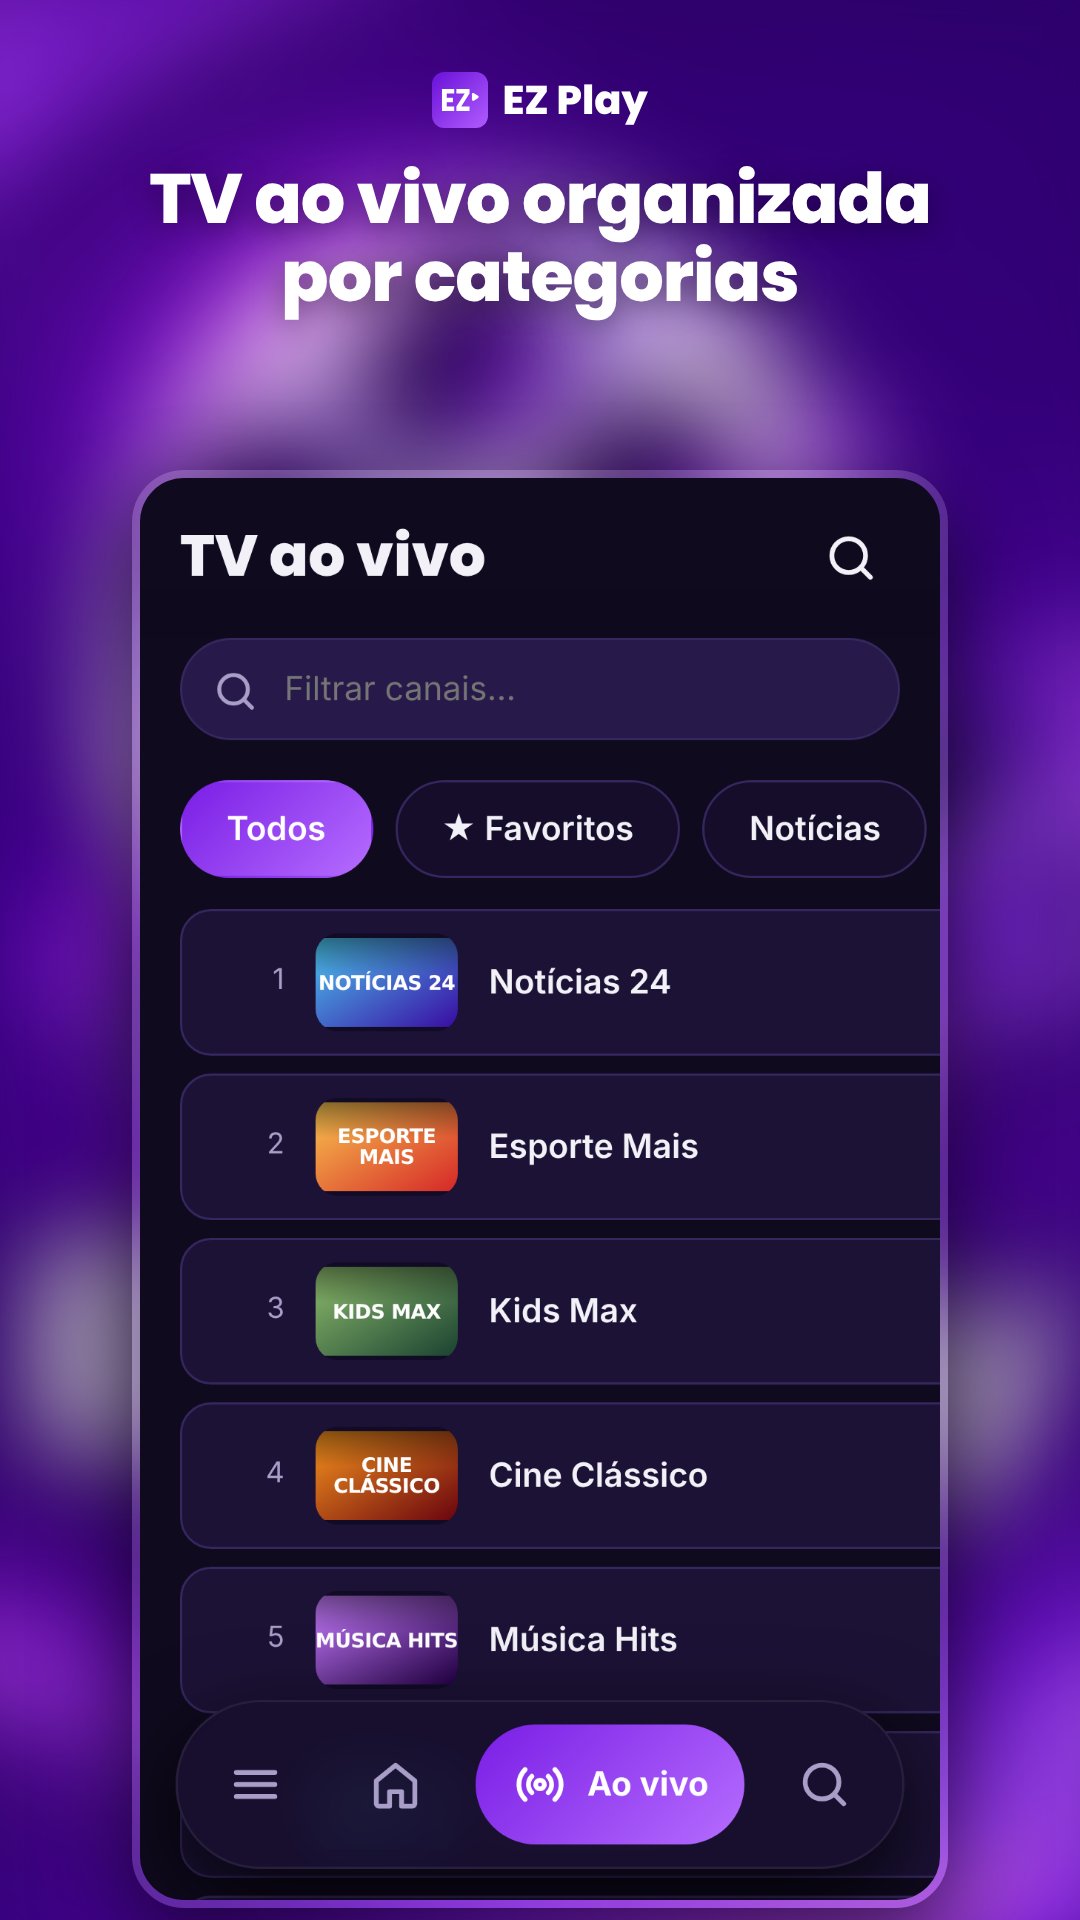 EZ
EZ Play
TV ao vivo organizada
por categorias
TV ao vivo
Filtrar canais...
Todos
★ Favoritos
Notícias
1
NOTÍCIAS 24
Notícias 24
2
ESPORTE
MAIS
Esporte Mais
3
KIDS MAX
Kids Max
4
CINE
CLÁSSICO
Cine Clássico
5
MÚSICA HITS
Música Hits
Ao vivo